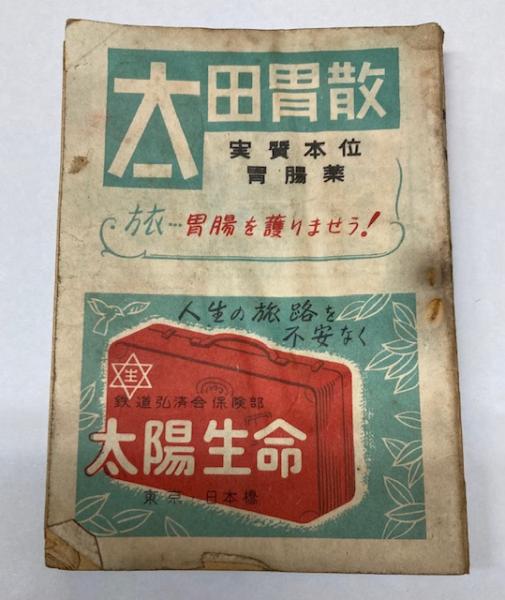 太田胃散
実質本位
胃腸薬
旅…胃腸を護りませう!
人生の旅路を
不安なく
生
鉄道弘済会保険部
太陽生命
東京・日本橋